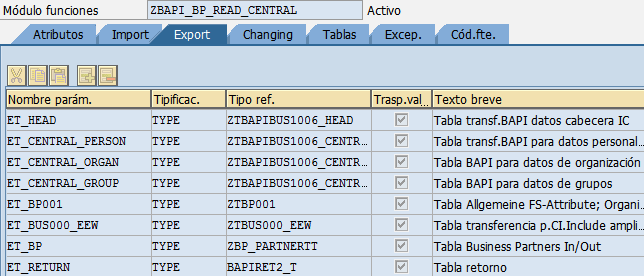 Módulo funciones ZBAPI_BP_READ_CENTRAL Activo
Atributos Import Export Changing Tablas Excep. Cód.fte.
Nombre parám. Tipificac. Tipo ref. Trasp.val… Texto breve
ET_HEAD TYPE ZTBAPIBUS1006_HEAD Tabla transf.BAPI datos cabecera IC
ET_CENTRAL_PERSON TYPE ZTBAPIBUS1006_CENTR… Tabla transf.BAPI para datos personal…
ET_CENTRAL_ORGAN TYPE ZTBAPIBUS1006_CENTR… Tabla BAPI para datos de organización
ET_CENTRAL_GROUP TYPE ZTBAPIBUS1006_CENTR… Tabla BAPI para datos de grupos
ET_BP001 TYPE ZTBP001 Tabla Allgemeine FS-Attribute; Organi…
ET_BUS000_EEW TYPE ZTBUS000_EEW Tabla transferencia p.CI.Include ampli…
ET_BP TYPE ZBP_PARTNERTT Tabla Business Partners In/Out
ET_RETURN TYPE BAPIRET2_T Tabla retorno